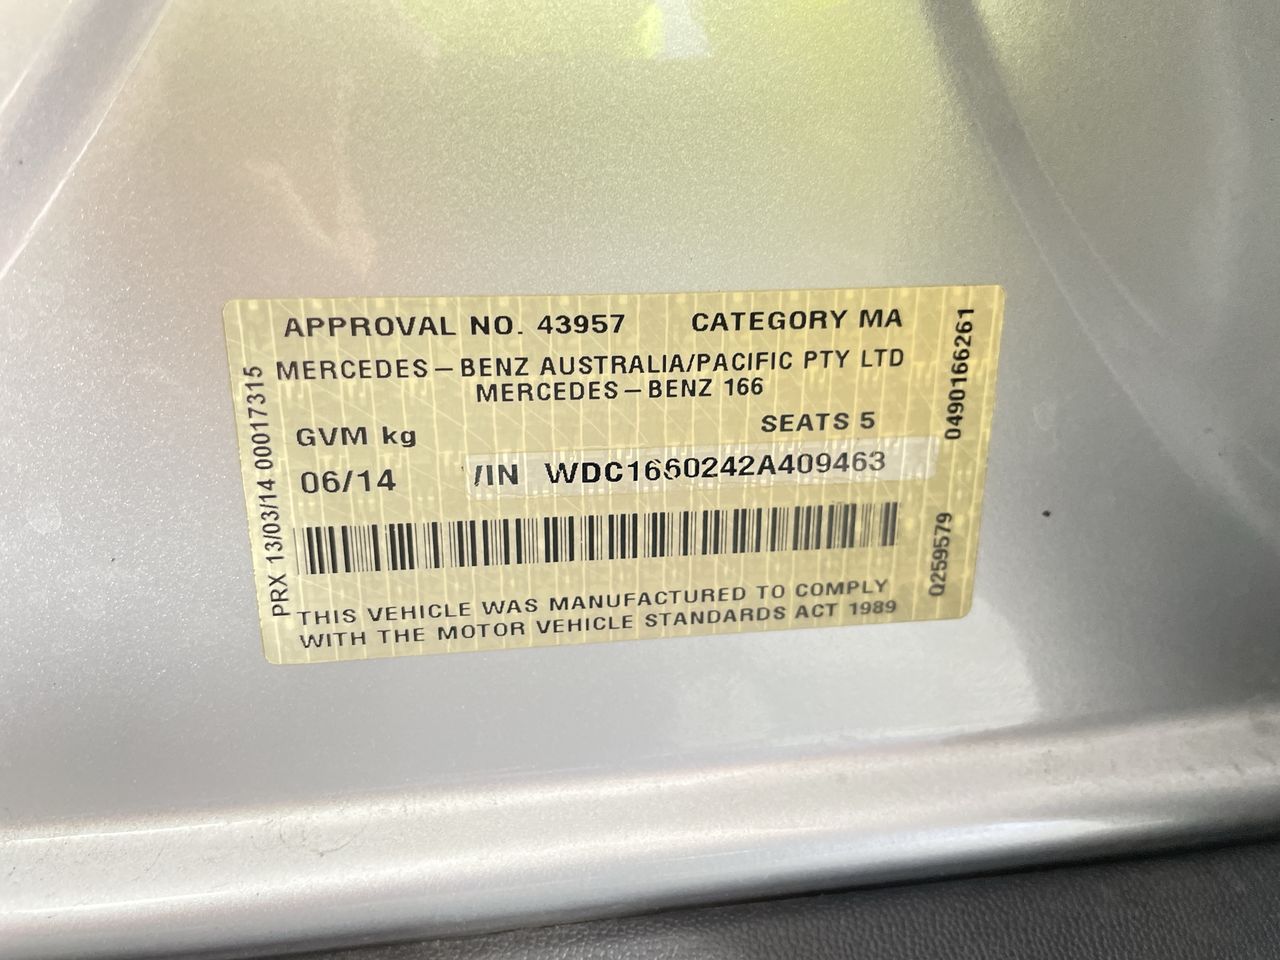 APPROVAL NO. 43957 CATEGORY MA
MERCEDES-BENZ AUSTRALIA/PACIFIC PTY LTD
MERCEDES-BENZ 166
GVM kg SEATS 5
06/14 VIN WDC1660242A409463
THIS VEHICLE WAS MANUFACTURED TO COMPLY
WITH THE MOTOR VEHICLE STANDARDS ACT 1989
PRX 13/03/14 00017315
0490166261
Q259579